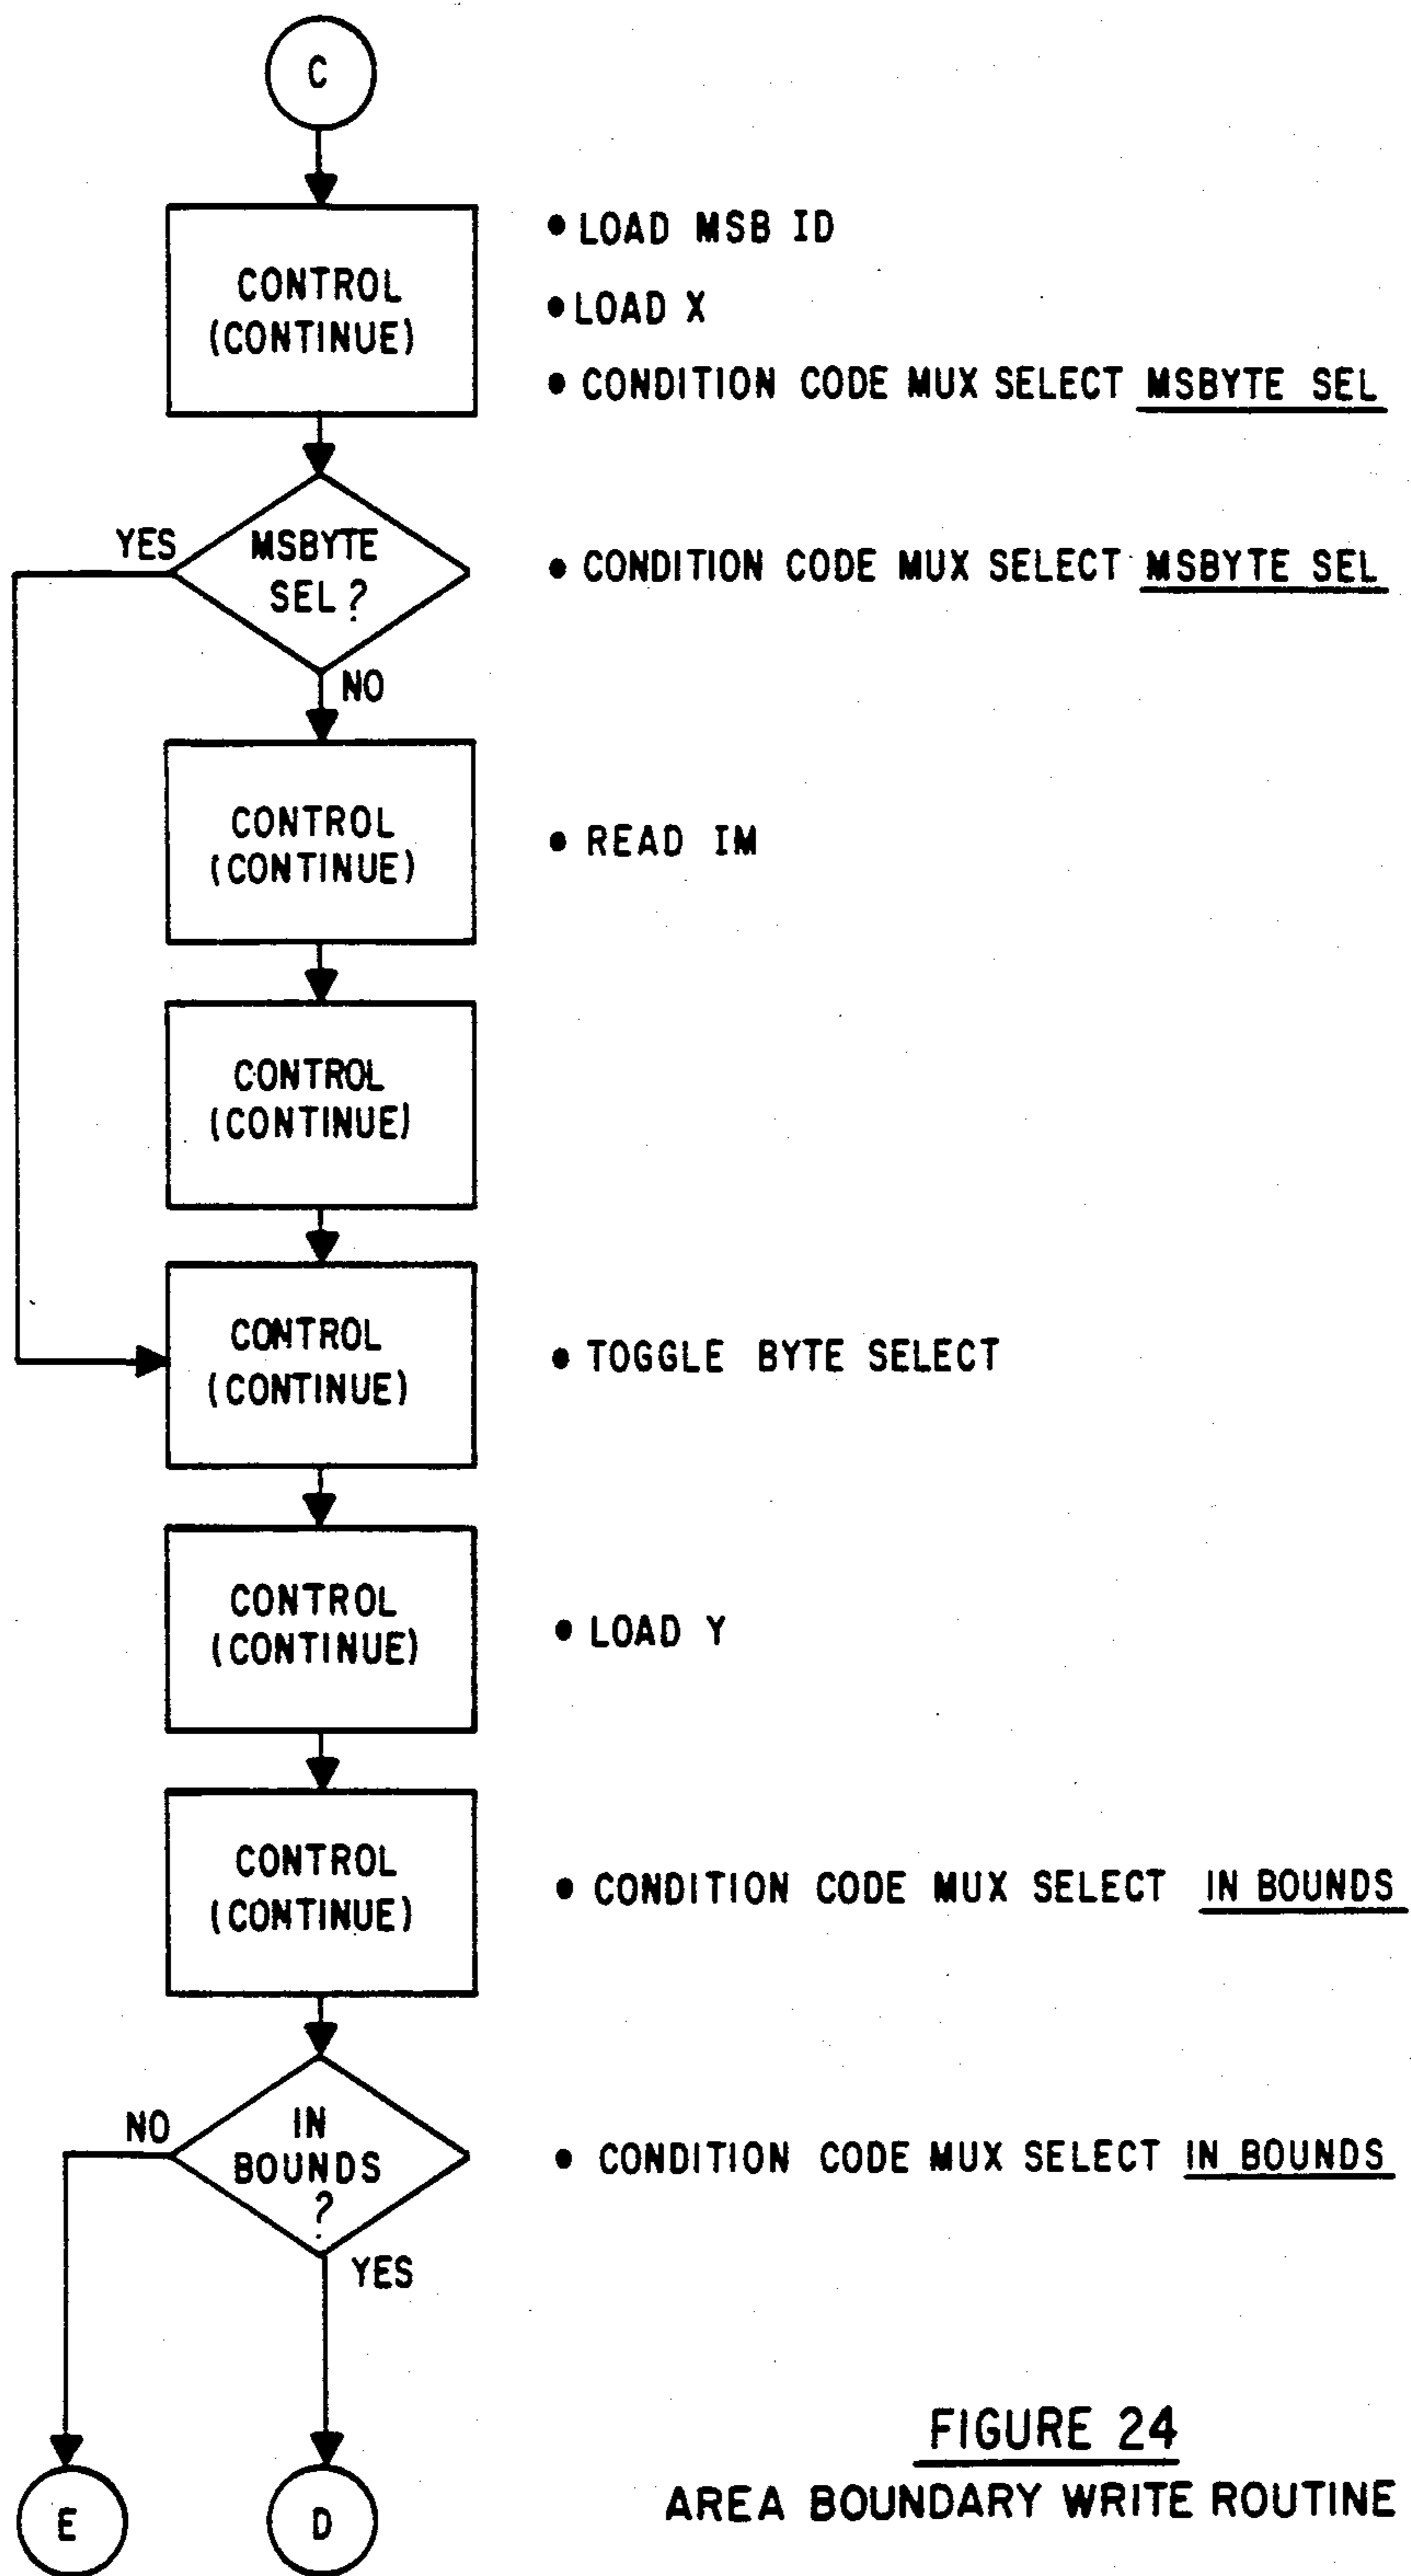 C
CONTROL
(CONTINUE)
• LOAD MSB ID
• LOAD X
• CONDITION CODE MUX SELECT MSBYTE SEL
YES
MSBYTE
SEL?
NO
• CONDITION CODE MUX SELECT MSBYTE SEL
CONTROL
(CONTINUE)
• READ IM
CONTROL
(CONTINUE)
CONTROL
(CONTINUE)
• TOGGLE BYTE SELECT
CONTROL
(CONTINUE)
• LOAD Y
CONTROL
(CONTINUE)
• CONDITION CODE MUX SELECT IN BOUNDS
NO
IN
BOUNDS
?
YES
• CONDITION CODE MUX SELECT IN BOUNDS
E
D
FIGURE 24
AREA BOUNDARY WRITE ROUTINE